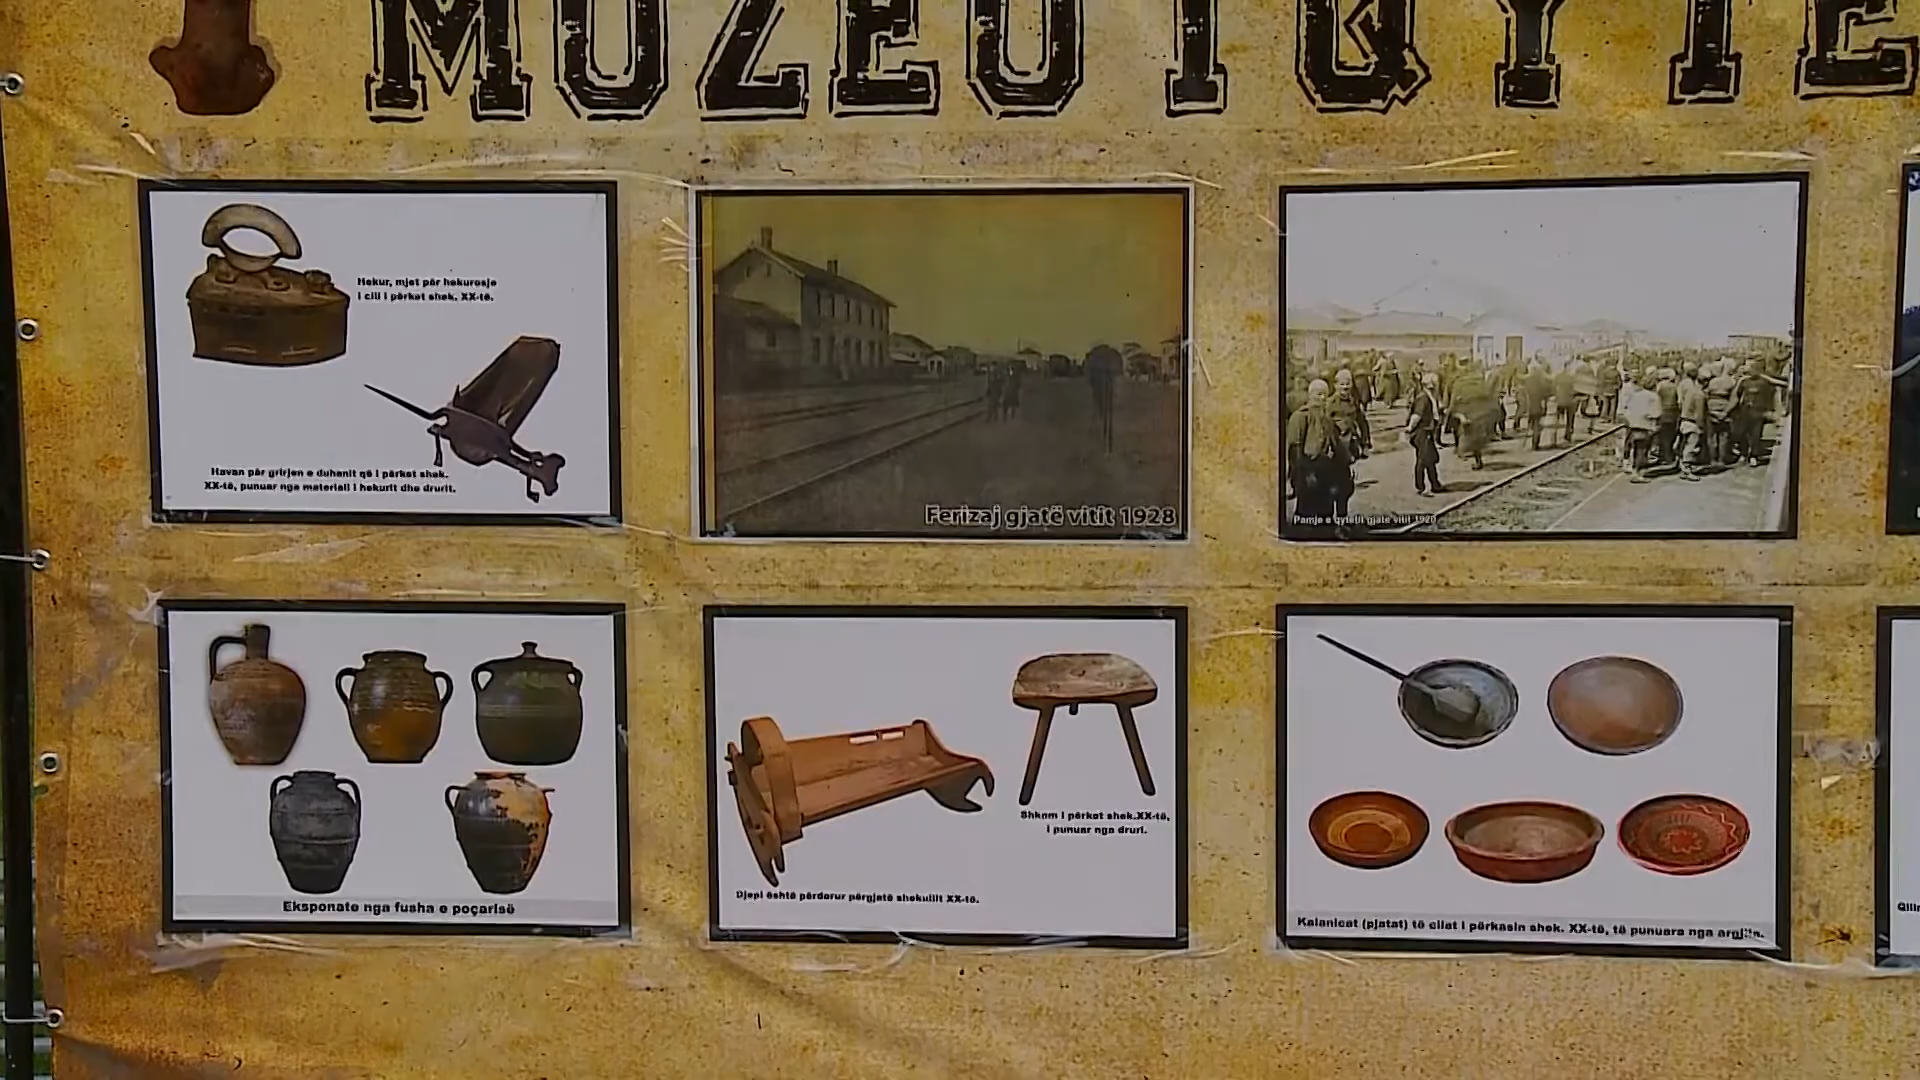 MUZEU I QYTE
Hekur, mjet për hekurosje
i cili i përket shek. XX-të.
Havan për grirjen e duhanit që i përket shek.
XX-të, punuar nga materiali i hekurit dhe drurit.
Ferizaj gjatë vitit 1928
Pamje e qytetit gjatë vitit 1920
Eksponate nga fusha e poçarisë
Shkam i përket shek.XX-të,
i punuar nga druri.
Djepi është përdorur përgjatë shekullit XX-të.
Kalanicat (pjatat) të cilat i përkasin shek. XX-të, të punuara nga argjila.